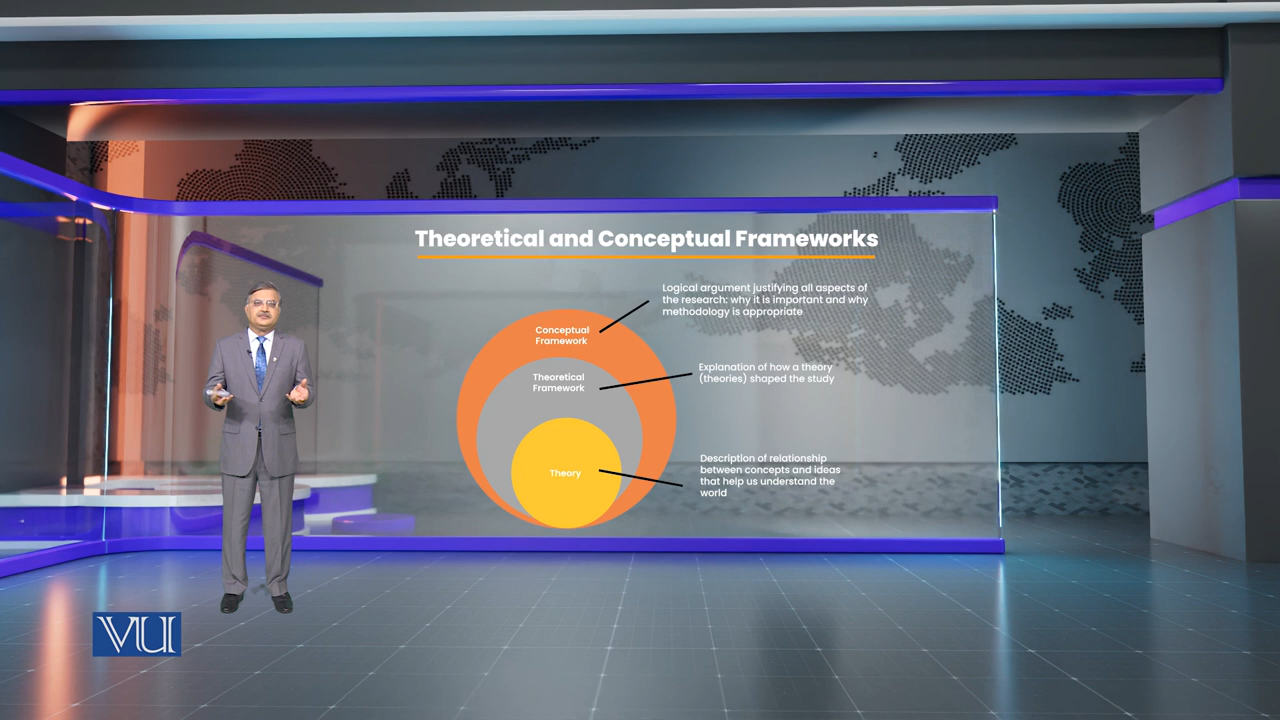 Theoretical and Conceptual Frameworks
Logical argument justifying all aspects of
the research: why it is important and why
methodology is appropriate
Conceptual
Framework
Explanation of how a theory
(theories) shaped the study
Theoretical
Framework
Description of relationship
between concepts and ideas
that help us understand the
world
Theory
VU